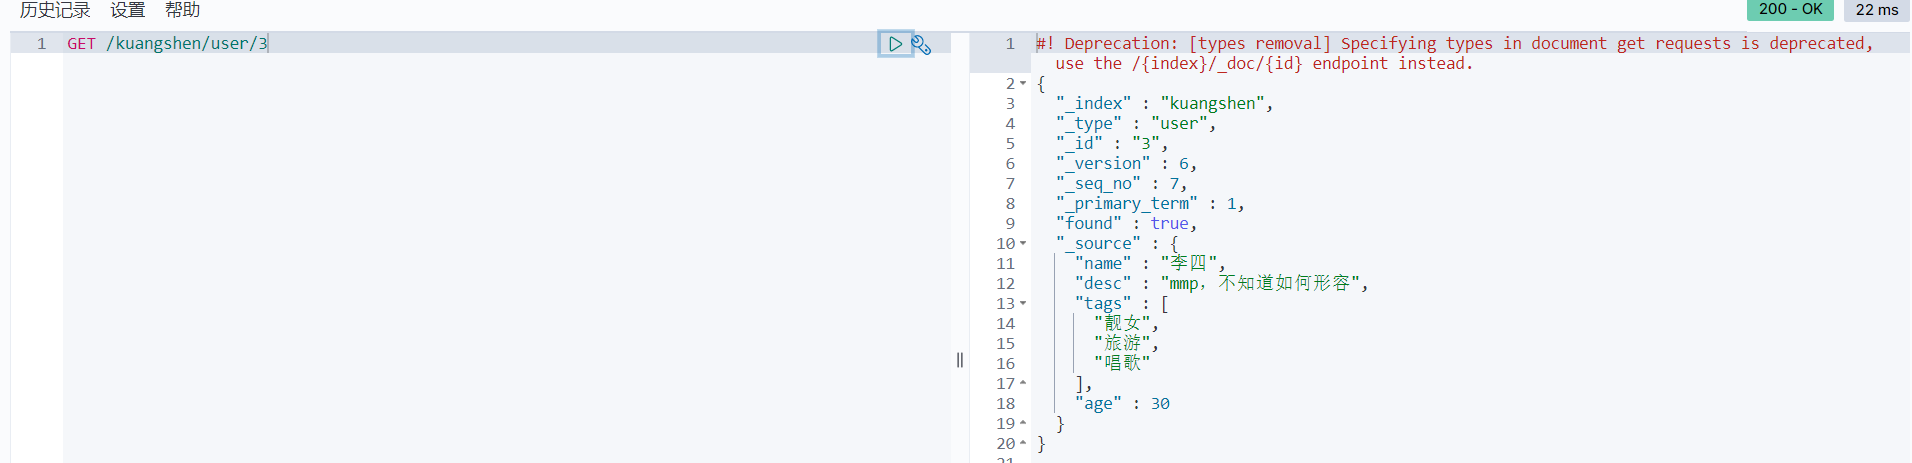 历史记录 设置 帮助
200 - OK 22 ms
1 GET /kuangshen/user/3
1 #! Deprecation: [types removal] Specifying types in document get requests is deprecated,
use the /{index}/_doc/{id} endpoint instead.
2 {
3 "_index" : "kuangshen",
4 "_type" : "user",
5 "_id" : "3",
6 "_version" : 6,
7 "_seq_no" : 7,
8 "_primary_term" : 1,
9 "found" : true,
10 "_source" : {
11 "name" : "李四",
12 "desc" : "mmp，不知道如何形容",
13 "tags" : [
14 "靓女",
15 "旅游",
16 "唱歌"
17 ],
18 "age" : 30
19 }
20 }
21